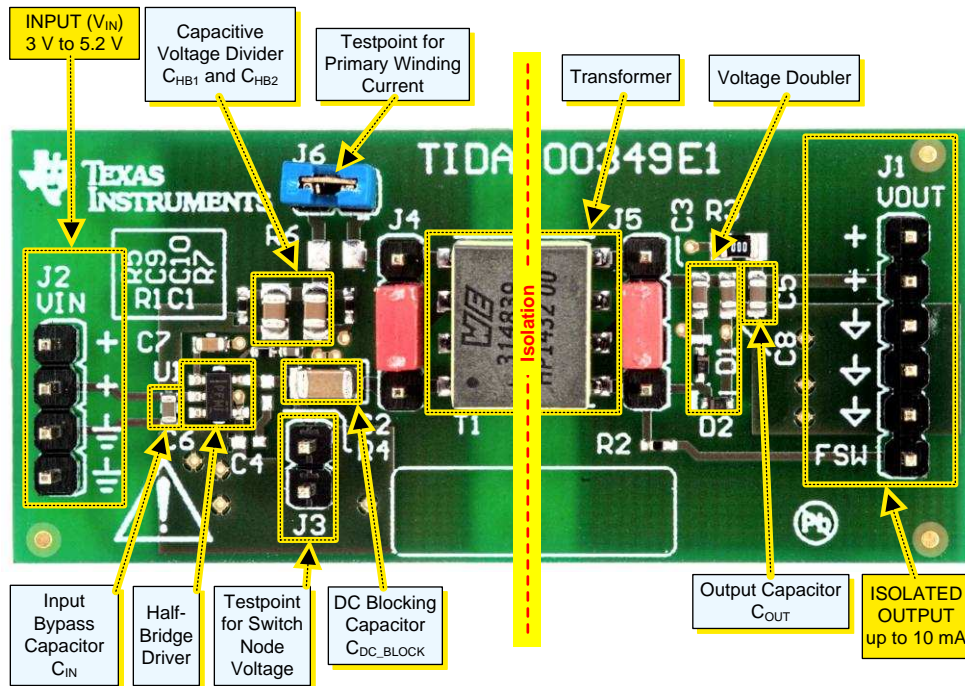 INPUT (VIN)
3 V to 5.2 V
Capacitive
Voltage Divider
CHB1 and CHB2
Testpoint for
Primary Winding
Current
Transformer
Voltage Doubler
TEXAS
INSTRUMENTS
J6
TIDA-00349E1
J1
VOUT
J4
J5
C3
R3
R6
R5
C9
C10
R7
R1
C1
J2
VIN
+
+
C7
U1
C6
C4
C2
R4
J3
T1
Isolation
R2
D1
D2
C5
C8
+
+
FSW
Pb
Input
Bypass
Capacitor
CIN
Half-
Bridge
Driver
Testpoint
for Switch
Node
Voltage
DC Blocking
Capacitor
CDC_BLOCK
Output Capacitor
COUT
ISOLATED
OUTPUT
up to 10 mA